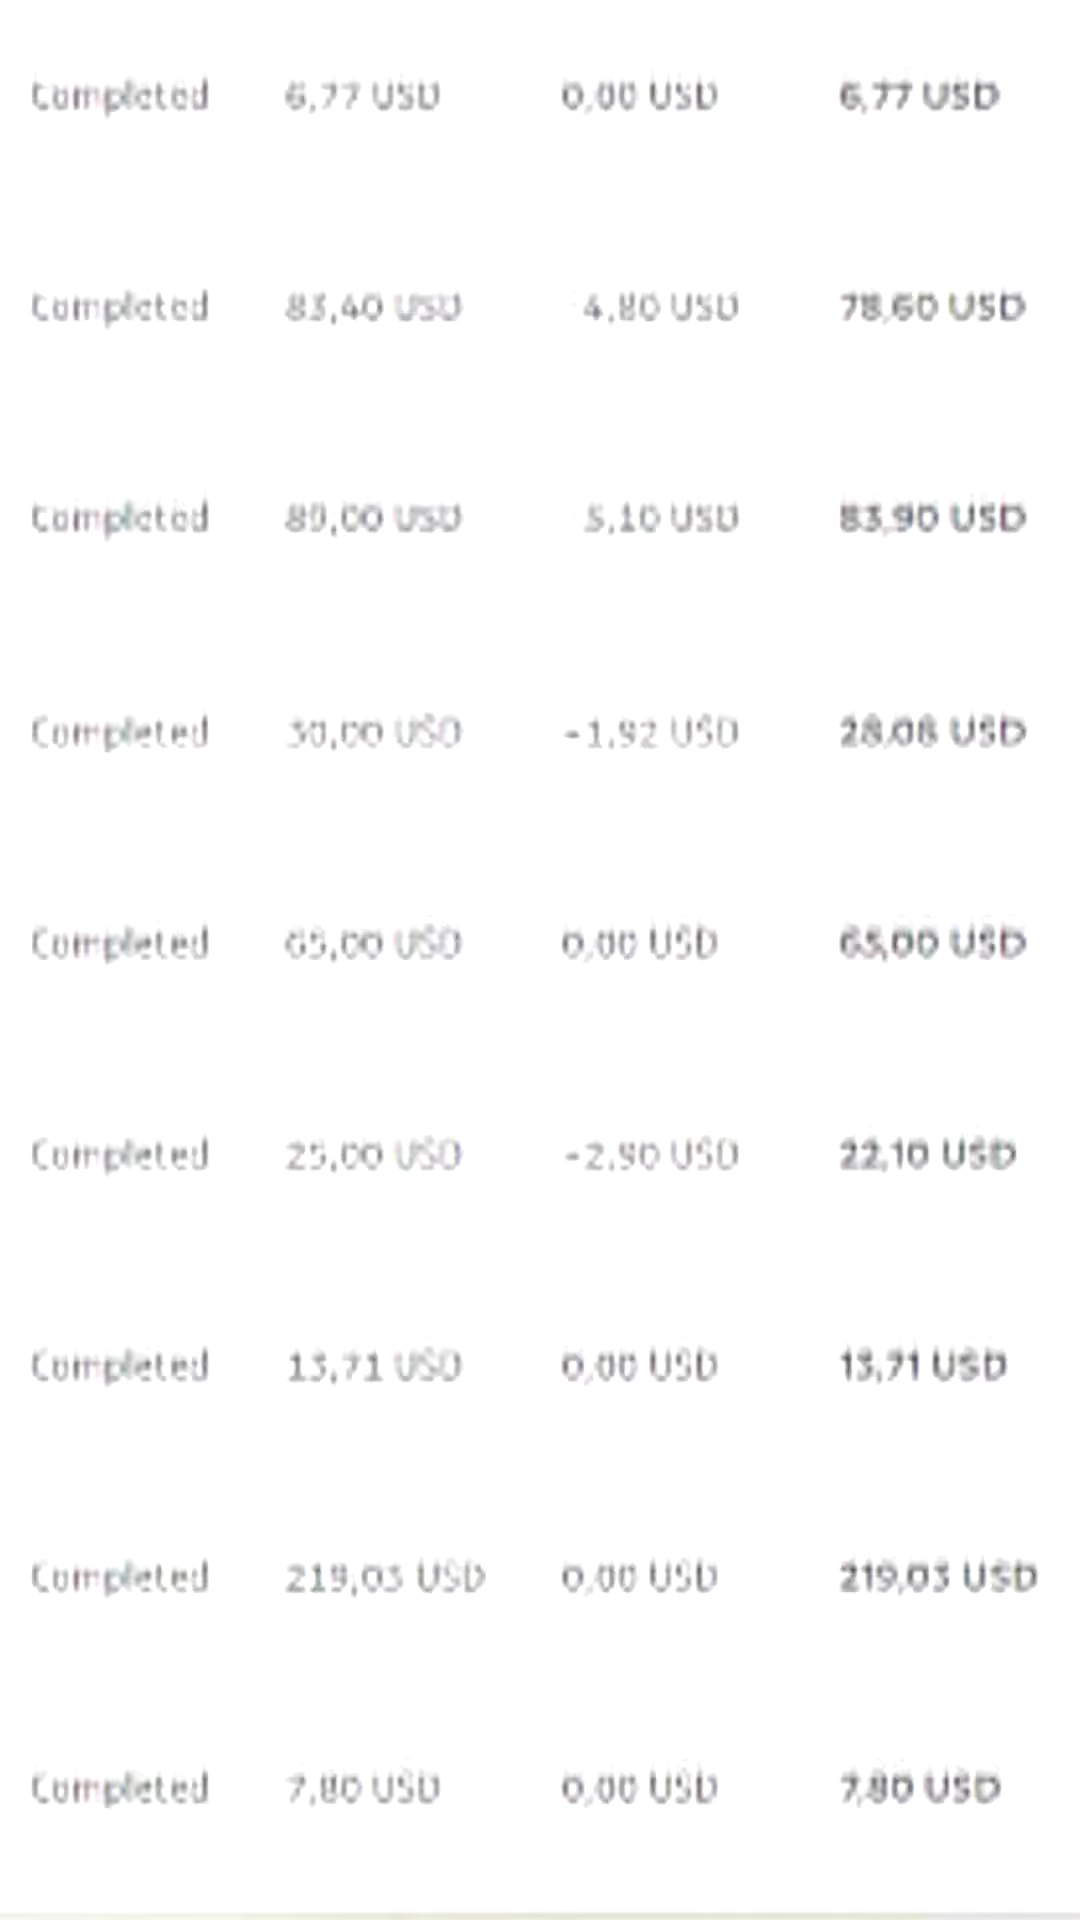 Completed 6,77 USD 0,00 USD 6,77 USD
Completed 83,40 USD -4,80 USD 78,60 USD
Completed 89,00 USD -5,10 USD 83,90 USD
Completed 30,00 USD -1,92 USD 28,08 USD
Completed 65,00 USD 0,00 USD 65,00 USD
Completed 25,00 USD -2,90 USD 22,10 USD
Completed 13,71 USD 0,00 USD 13,71 USD
Completed 219,03 USD 0,00 USD 219,03 USD
Completed 7,80 USD 0,00 USD 7,80 USD